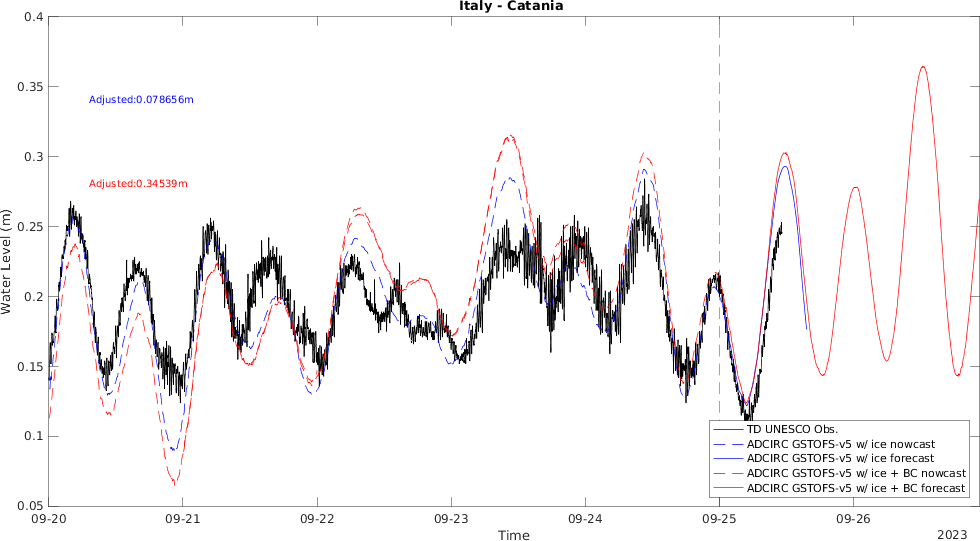 Italy - Catania
0.4
0.35
0.3
0.25
0.2
0.15
0.1
0.05
Water Level (m)
Adjusted:0.078656m
Adjusted:0.34539m
TD UNESCO Obs.
ADCIRC GSTOFS-v5 w/ ice nowcast
ADCIRC GSTOFS-v5 w/ ice forecast
ADCIRC GSTOFS-v5 w/ ice + BC nowcast
ADCIRC GSTOFS-v5 w/ ice + BC forecast
09-20 09-21 09-22 09-23 09-24 09-25 09-26
Time
2023